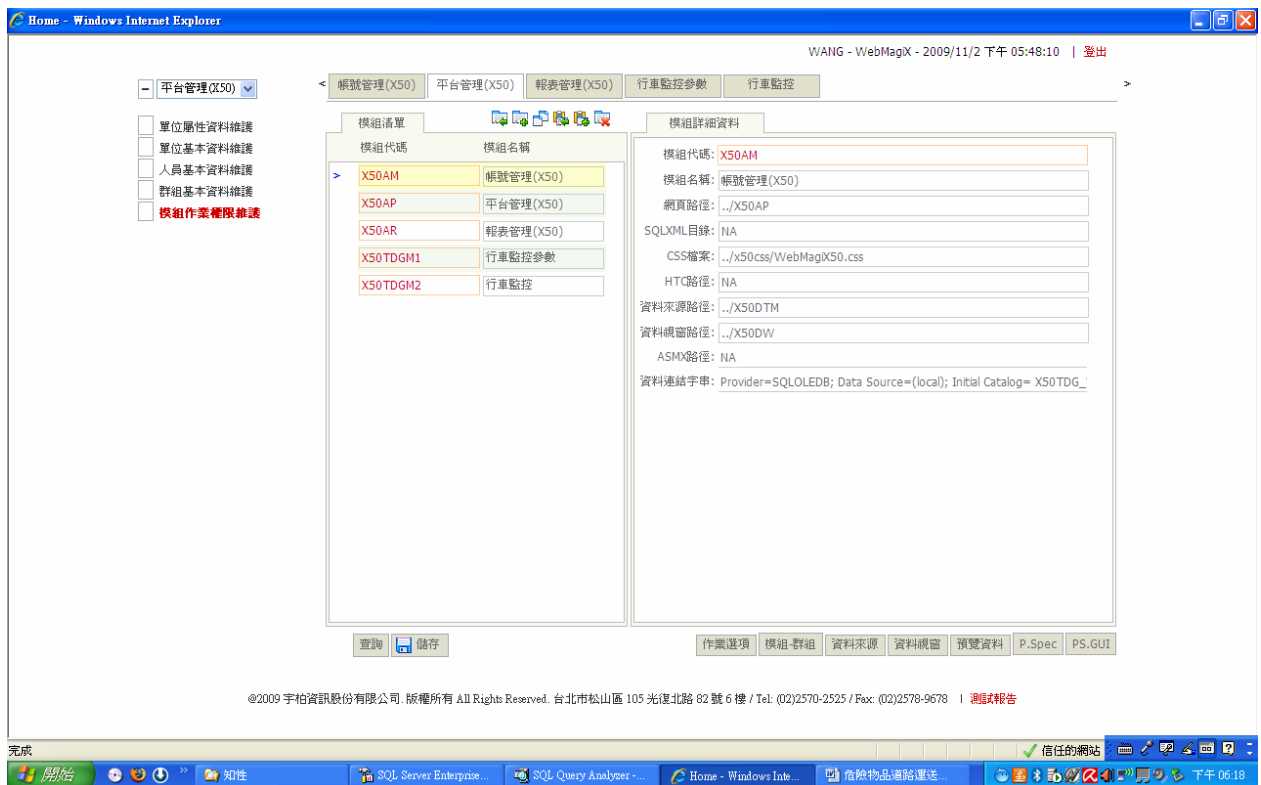 Home - Windows Internet Explorer
WANG - WebMagiX - 2009/11/2 下午 05:48:10 | 登出
平台管理(X50)
< 帳號管理(X50) 平台管理(X50) 報表管理(X50) 行車監控參數 行車監控 >
單位屬性資料維護
單位基本資料維護
人員基本資料維護
群組基本資料維護
模組作業權限維護
模組清單
模組代碼 模組名稱
> X50AM 帳號管理(X50)
X50AP 平台管理(X50)
X50AR 報表管理(X50)
X50TDGM1 行車監控參數
X50TDGM2 行車監控
模組詳細資料
模組代碼: X50AM
模組名稱: 帳號管理(X50)
網頁路徑: ../X50AP
SQLXML目錄: NA
CSS檔案: ../x50css/WebMagiX50.css
HTC路徑: NA
資料來源路徑: ../X50DTM
資料視窗路徑: ../X50DW
ASMX路徑: NA
資料連結字串: Provider=SQLOLEDB; Data Source=(local); Initial Catalog= X50TDG_
查詢 儲存
作業選項 模組-群組 資料來源 資料視窗 預覽資料 P.Spec PS.GUI
@2009 宇柏資訊股份有限公司. 版權所有 All Rights Reserved. 台北市松山區 105 光復北路 82 號 6 樓 / Tel: (02)2570-2525 / Fax: (02)2578-9678 | 測試報告
完成 信任的網站
開始 知性 SQL Server Enterprise... SQL Query Analyzer -... Home - Windows Inte... 危險物品道路運送... 下午 06:18